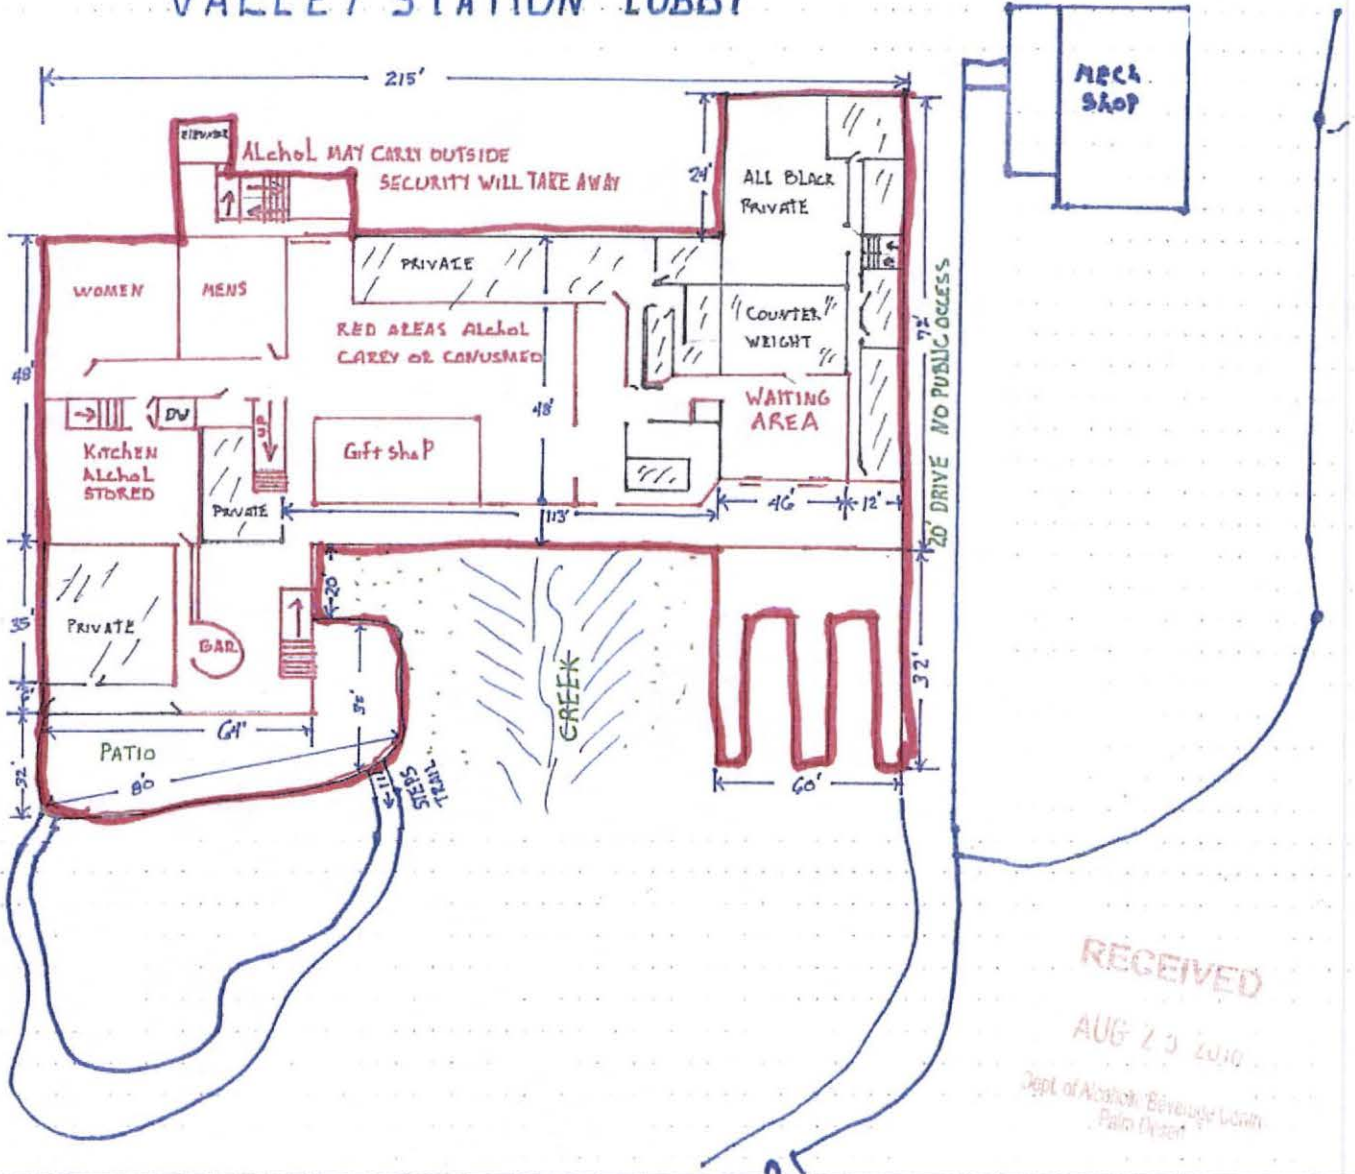 VALLEY STATION LOBBY
215'
MECH
SHOP
ELEVATOR
ALchoL MAY CARRY OUTSIDE
SECURITY WILL TAKE AWAY
24'
ALL BLACK
PRIVATE
WOMEN
MENS
PRIVATE
RED AREAS ALchoL
CARRY OR CONUSMED
"COUNTER"
WEIGHT
72'
20' DRIVE NO PUBLIC ACCESS
48'
48'
DW
UP
WAITING
AREA
KITCHEN
ALchoL
STORED
Gift ShoP
PRIVATE
113'
46'
12'
20'
35'
PRIVATE
BAR
CREEK
32'
64'
PATIO
80'
32'
11'
STEPS
TRAIL
60'
RECEIVED
AUG
Dept. of Alcoholic Beverage Control
Palm Desert